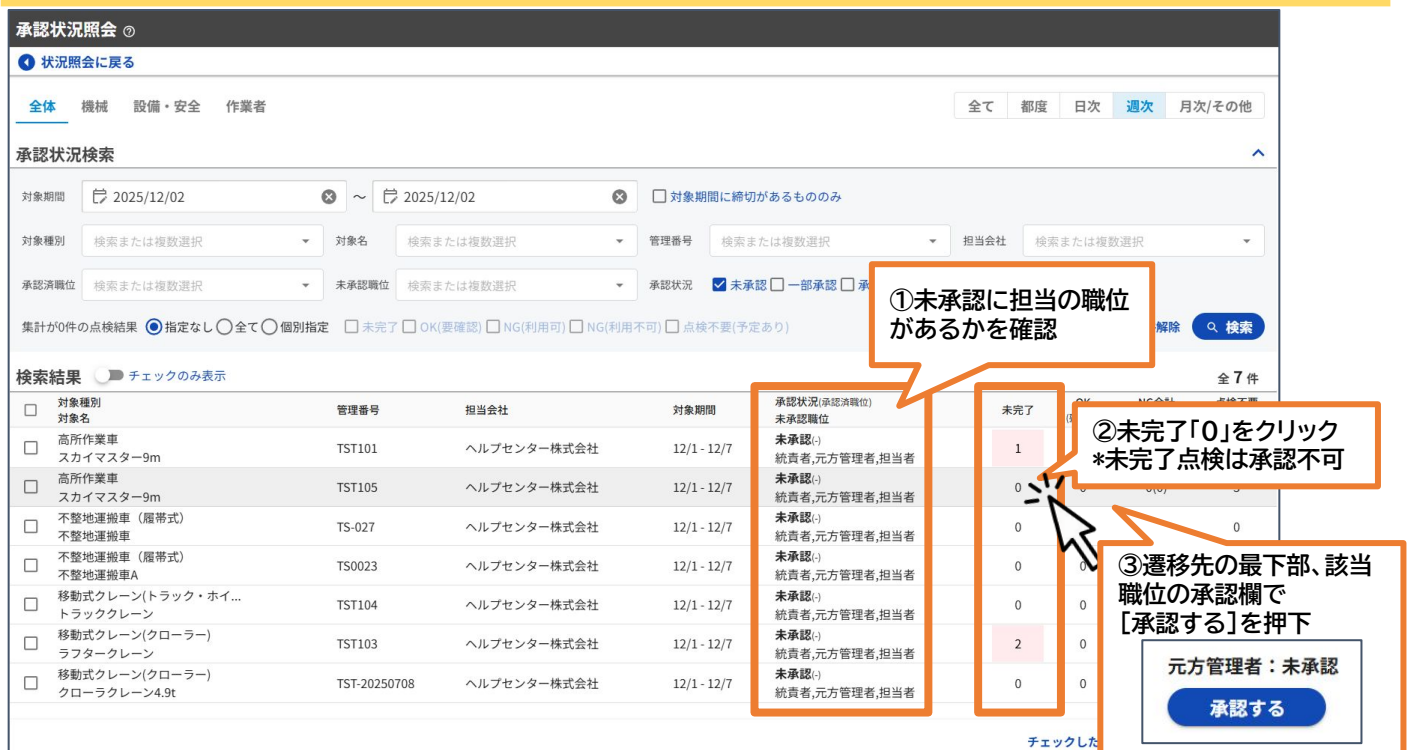 承認状況照会
状況照会に戻る
全体 機械 設備・安全 作業者 全て 都度 日次 週次 月次/その他
承認状況検索
対象期間 2025/12/02 ～ 2025/12/02 対象期間に締切があるもののみ
対象種別 検索または複数選択 対象名 検索または複数選択 管理番号 検索または複数選択 担当会社 検索または複数選択
承認済職位 検索または複数選択 未承認職位 検索または複数選択 承認状況 未承認 一部承認
集計が0件の点検結果 指定なし 全て 個別指定 未完了 OK(要確認) NG(利用可) NG(利用不可) 点検不要(予定あり) 解除 検索
①未承認に担当の職位
があるかを確認
検索結果 チェックのみ表示 全 7 件
対象種別
対象名 管理番号 担当会社 対象期間 承認状況(承認済職位)
未承認職位 未完了
高所作業車
スカイマスター9m TST101 ヘルプセンター株式会社 12/1 - 12/7 未承認(-)
統責者,元方管理者,担当者 1
高所作業車
スカイマスター9m TST105 ヘルプセンター株式会社 12/1 - 12/7 未承認(-)
統責者,元方管理者,担当者 0
不整地運搬車（履帯式）
不整地運搬車 TS-027 ヘルプセンター株式会社 12/1 - 12/7 未承認(-)
統責者,元方管理者,担当者 0 0
不整地運搬車（履帯式）
不整地運搬車A TS0023 ヘルプセンター株式会社 12/1 - 12/7 未承認(-)
統責者,元方管理者,担当者 0 0
移動式クレーン(トラック・ホイ...
トラッククレーン TST104 ヘルプセンター株式会社 12/1 - 12/7 未承認(-)
統責者,元方管理者,担当者 0 0
移動式クレーン(クローラー)
ラフタークレーン TST103 ヘルプセンター株式会社 12/1 - 12/7 未承認(-)
統責者,元方管理者,担当者 2 0
移動式クレーン(クローラー)
クローラクレーン4.9t TST-20250708 ヘルプセンター株式会社 12/1 - 12/7 未承認(-)
統責者,元方管理者,担当者 0 0
②未完了「0」をクリック
*未完了点検は承認不可
③遷移先の最下部、該当
職位の承認欄で
[承認する]を押下
元方管理者：未承認
承認する
チェックした